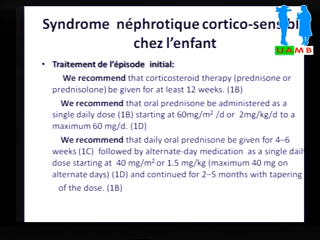 Syndrome néphrotique cortico-sensibl
chez l'enfant
UAMB
• Traitement de l'épisode initial:
We recommend that corticosteroid therapy (prednisone or
prednisolone) be given for at least 12 weeks. (1B)
We recommend that oral prednisone be administered as a
single daily dose (1B) starting at 60mg/m² /d or 2mg/kg/d to a
maximum 60 mg/d. (1D)
We recommend that daily oral prednisone be given for 4–6
weeks (1C) followed by alternate-day medication as a single daily
dose starting at 40 mg/m² or 1.5 mg/kg (maximum 40 mg on
alternate days) (1D) and continued for 2–5 months with tapering
of the dose. (1B)